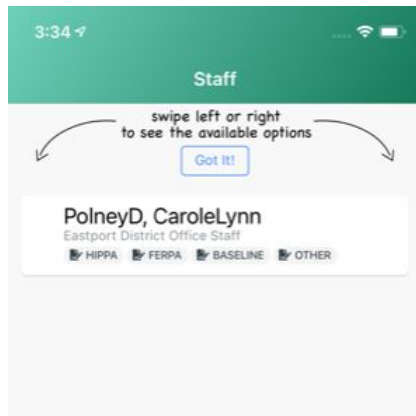 3:34
Staff
swipe left or right
to see the available options
Got It!
PolneyD, CaroleLynn
Eastport District Office Staff
HIPPA FERPA BASELINE OTHER